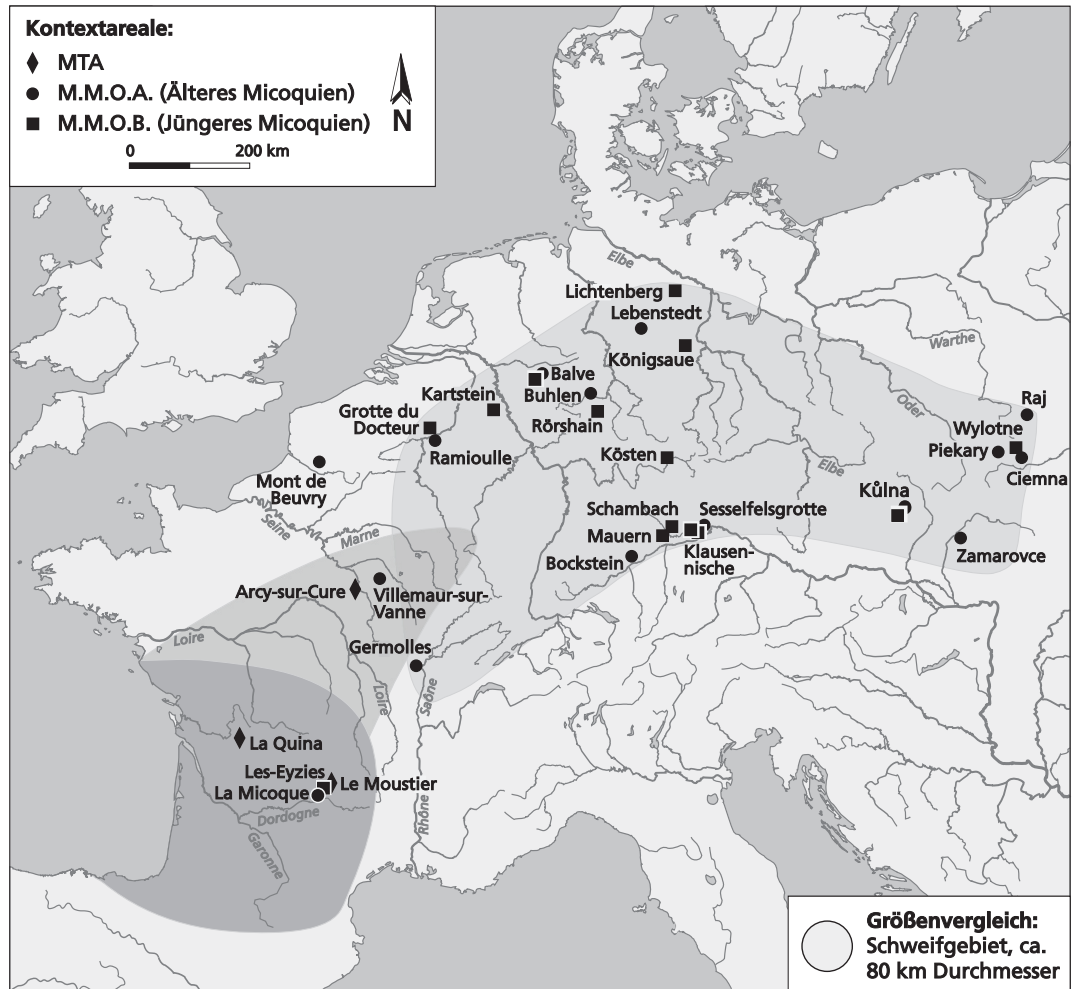 Kontextareale:
MTA
M.M.O.A. (Älteres Micoquien)
M.M.O.B. (Jüngeres Micoquien)
N
0 200 km
Elbe
Lichtenberg
Lebenstedt
Königsaue
Warthe
Balve
Buhlen
Kartstein
Rörshain
Grotte du
Docteur
Ramioulle
Oder
Raj
Wylotne
Piekary
Ciemna
Kösten
Elbe
Mont de
Beuvry
Kůlna
Seine
Marne
Schambach
Sesselfelsgrotte
Mauern
Klausen-
nische
Bockstein
Zamarovce
Arcy-sur-Cure
Villemaur-sur-
Vanne
Loire
Germolles
Loire
Saône
La Quina
Les-Eyzies
Le Moustier
La Micoque
Dordogne
Garonne
Rhône
Größenvergleich:
Schweifgebiet, ca.
80 km Durchmesser